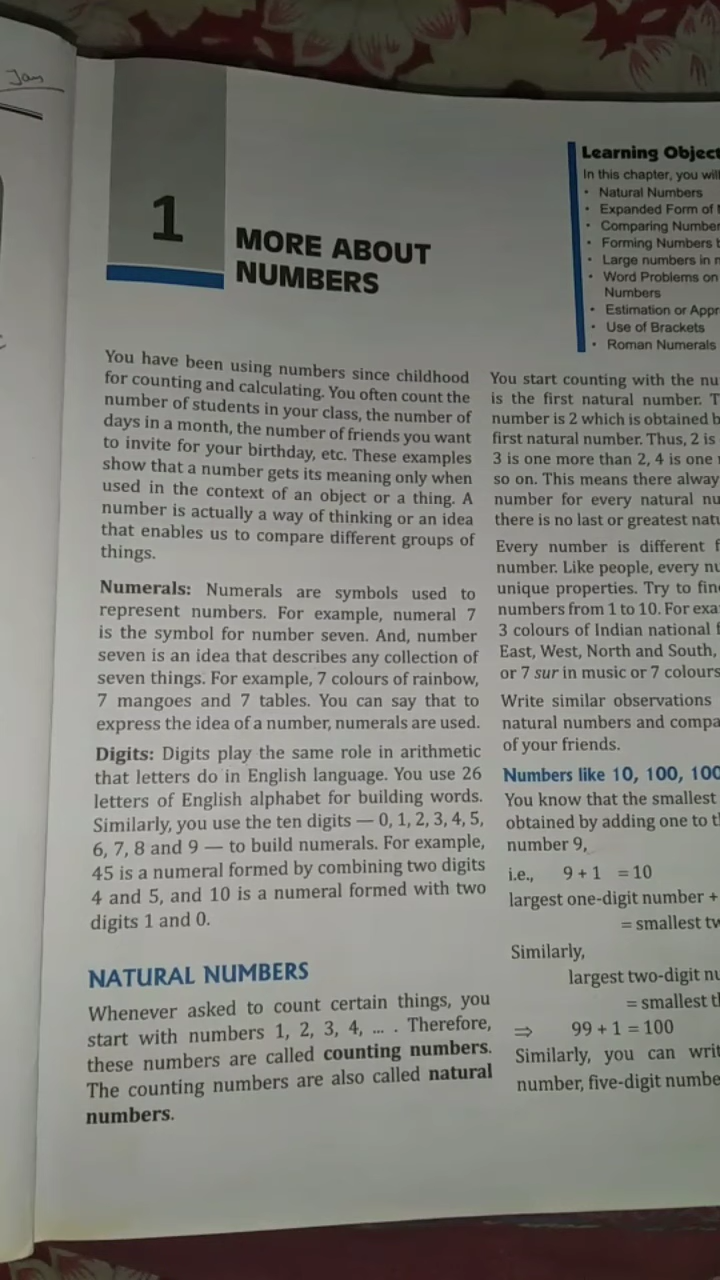 Jan
1
MORE ABOUT
NUMBERS
Learning Object
In this chapter, you will
• Natural Numbers
• Expanded Form of
• Comparing Number
• Forming Numbers
• Large numbers in
• Word Problems on
Numbers
• Estimation or Appr
• Use of Brackets
• Roman Numerals
You have been using numbers since childhood
for counting and calculating. You often count the
number of students in your class, the number of
days in a month, the number of friends you want
to invite for your birthday, etc. These examples
show that a number gets its meaning only when
used in the context of an object or a thing. A
number is actually a way of thinking or an idea
that enables us to compare different groups of
things.
Numerals: Numerals are symbols used to
represent numbers. For example, numeral 7
is the symbol for number seven. And, number
seven is an idea that describes any collection of
seven things. For example, 7 colours of rainbow,
7 mangoes and 7 tables. You can say that to
express the idea of a number, numerals are used.
Digits: Digits play the same role in arithmetic
that letters do in English language. You use 26
letters of English alphabet for building words.
Similarly, you use the ten digits — 0, 1, 2, 3, 4, 5,
6, 7, 8 and 9 — to build numerals. For example,
45 is a numeral formed by combining two digits
4 and 5, and 10 is a numeral formed with two
digits 1 and 0.
NATURAL NUMBERS
Whenever asked to count certain things, you
start with numbers 1, 2, 3, 4, ... . Therefore,
these numbers are called counting numbers.
The counting numbers are also called natural
numbers.
You start counting with the nu
is the first natural number. T
number is 2 which is obtained b
first natural number. Thus, 2 is
3 is one more than 2, 4 is one
so on. This means there alway
number for every natural nu
there is no last or greatest natu
Every number is different f
number. Like people, every nu
unique properties. Try to fin
numbers from 1 to 10. For exa
3 colours of Indian national f
East, West, North and South,
or 7 sur in music or 7 colours
Write similar observations
natural numbers and compa
of your friends.
Numbers like 10, 100, 100
You know that the smallest
obtained by adding one to t
number 9,
i.e., 9 + 1 = 10
largest one-digit number +
= smallest tw
Similarly,
largest two-digit nu
= smallest t
⇒ 99 + 1 = 100
Similarly, you can writ
number, five-digit numbe